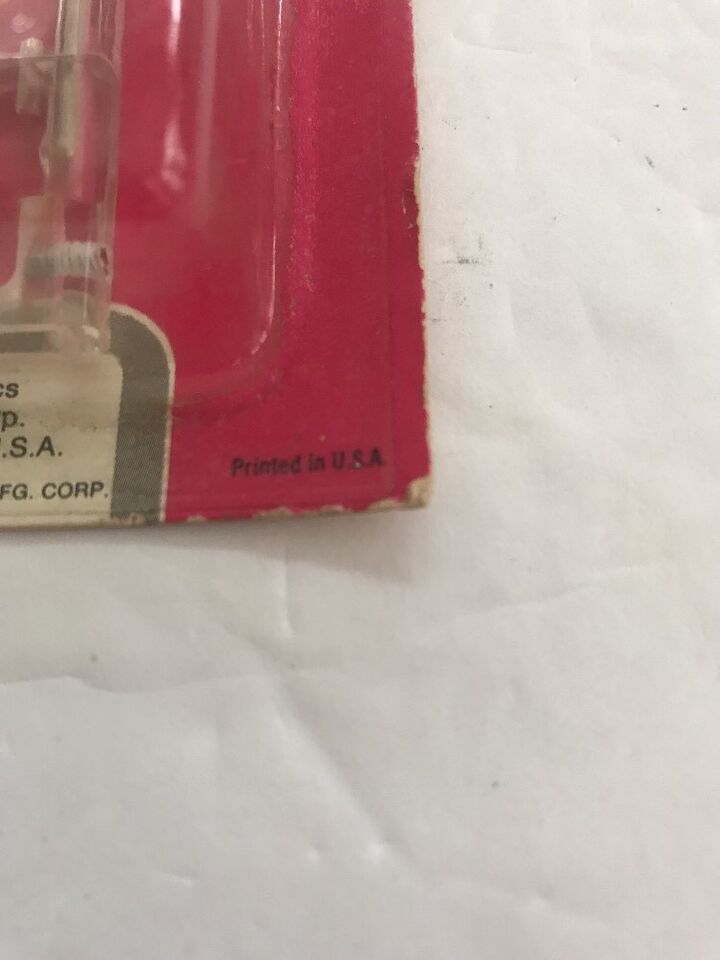 cs
p.
.S.A.
FG. CORP.
Printed in U.S.A.